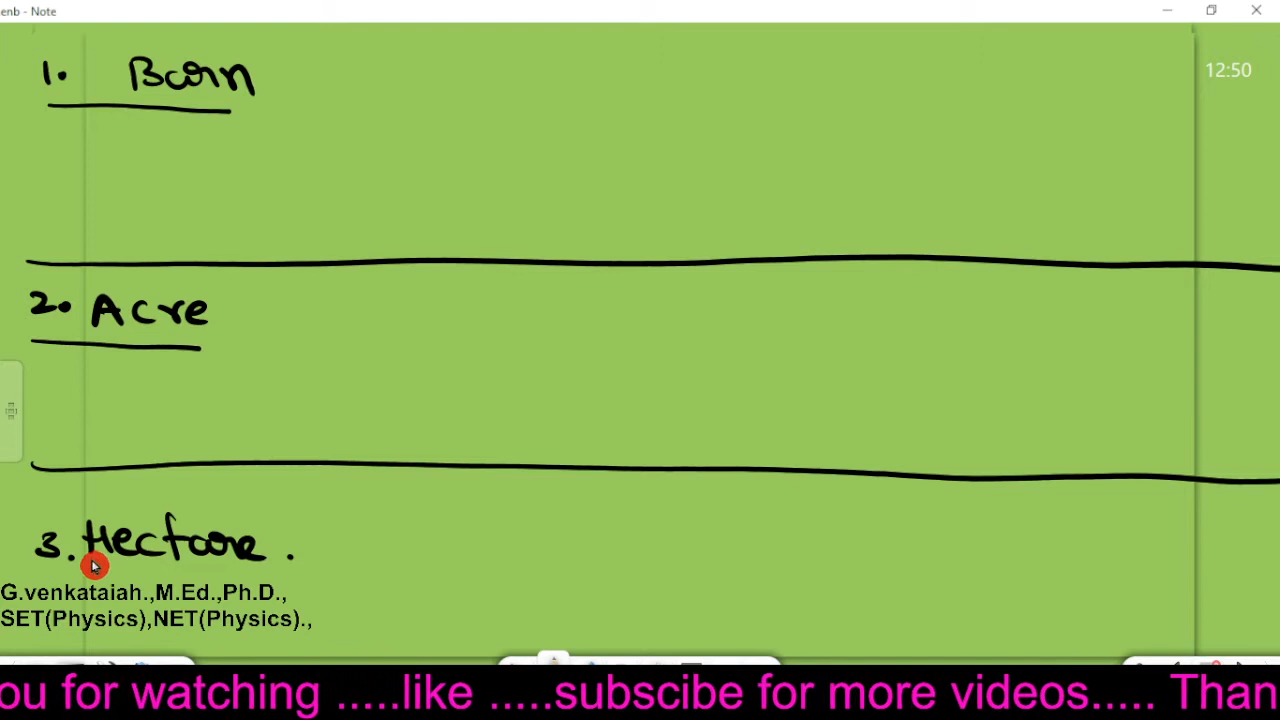 enb - Note
12:50
1. Barn
2. Acre
3. Hectare .
G.venkataiah.,M.Ed.,Ph.D.,
SET(Physics),NET(Physics).,
ou for watching .....like .....subscibe for more videos..... Than